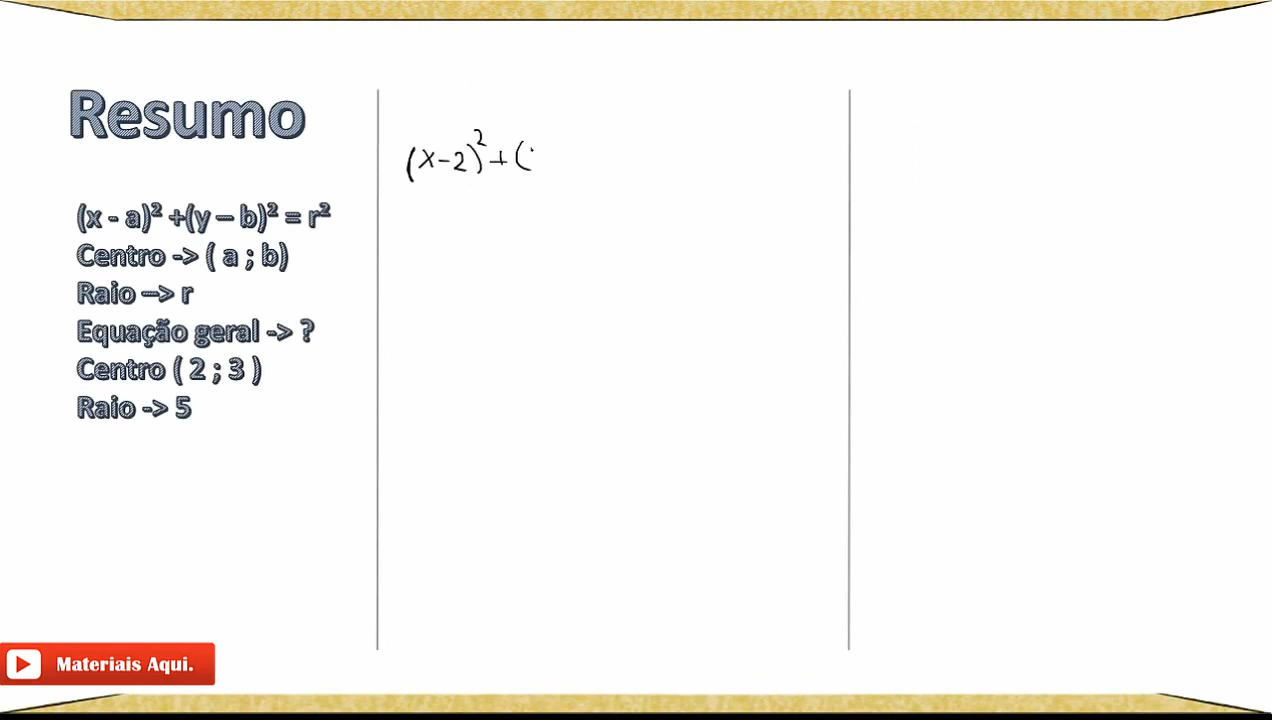 Resumo
(x - a)² +(y – b)² = r²
Centro -> ( a ; b)
Raio –> r
Equação geral -> ?
Centro ( 2 ; 3 )
Raio -> 5
(x-2)²+(
Materiais Aqui.